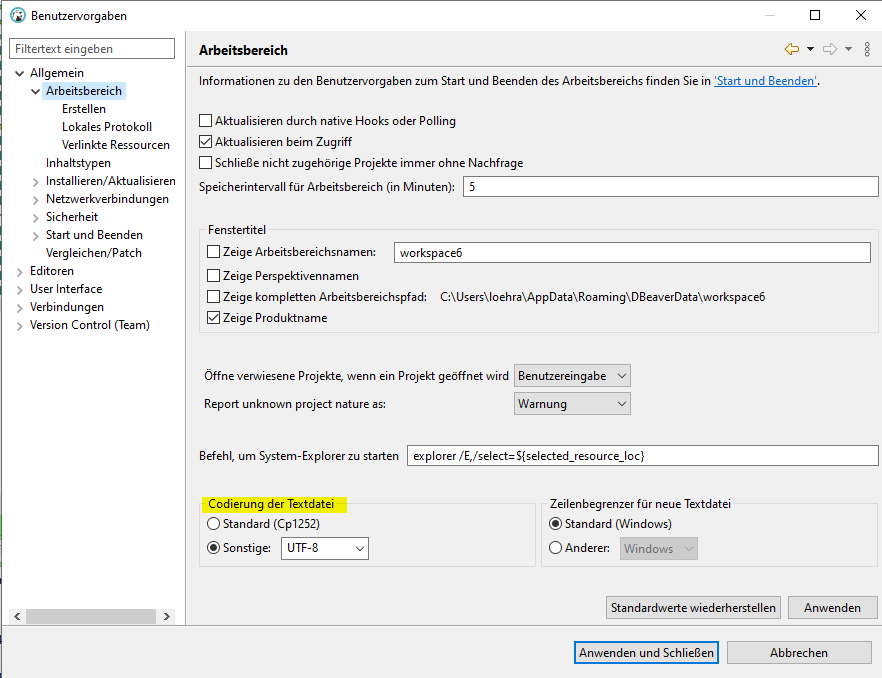 Benutzervorgaben
Filtertext eingeben
Allgemein
Arbeitsbereich
Erstellen
Lokales Protokoll
Verlinkte Ressourcen
Inhaltstypen
Installieren/Aktualisieren
Netzwerkverbindungen
Sicherheit
Start und Beenden
Vergleichen/Patch
Editoren
User Interface
Verbindungen
Version Control (Team)
Arbeitsbereich
Informationen zu den Benutzervorgaben zum Start und Beenden des Arbeitsbereichs finden Sie in 'Start und Beenden'.
Aktualisieren durch native Hooks oder Polling
Aktualisieren beim Zugriff
Schließe nicht zugehörige Projekte immer ohne Nachfrage
Speicherintervall für Arbeitsbereich (in Minuten): 5
Fenstertitel
Zeige Arbeitsbereichsnamen: workspace6
Zeige Perspektivennamen
Zeige kompletten Arbeitsbereichspfad: C:\Users\loehra\AppData\Roaming\DBeaverData\workspace6
Zeige Produktname
Öffne verwiesene Projekte, wenn ein Projekt geöffnet wird Benutzereingabe
Report unknown project nature as: Warnung
Befehl, um System-Explorer zu starten explorer /E,/select=${selected_resource_loc}
Codierung der Textdatei
Standard (Cp1252)
Sonstige: UTF-8
Zeilenbegrenzer für neue Textdatei
Standard (Windows)
Anderer: Windows
Standardwerte wiederherstellen Anwenden
Anwenden und Schließen Abbrechen